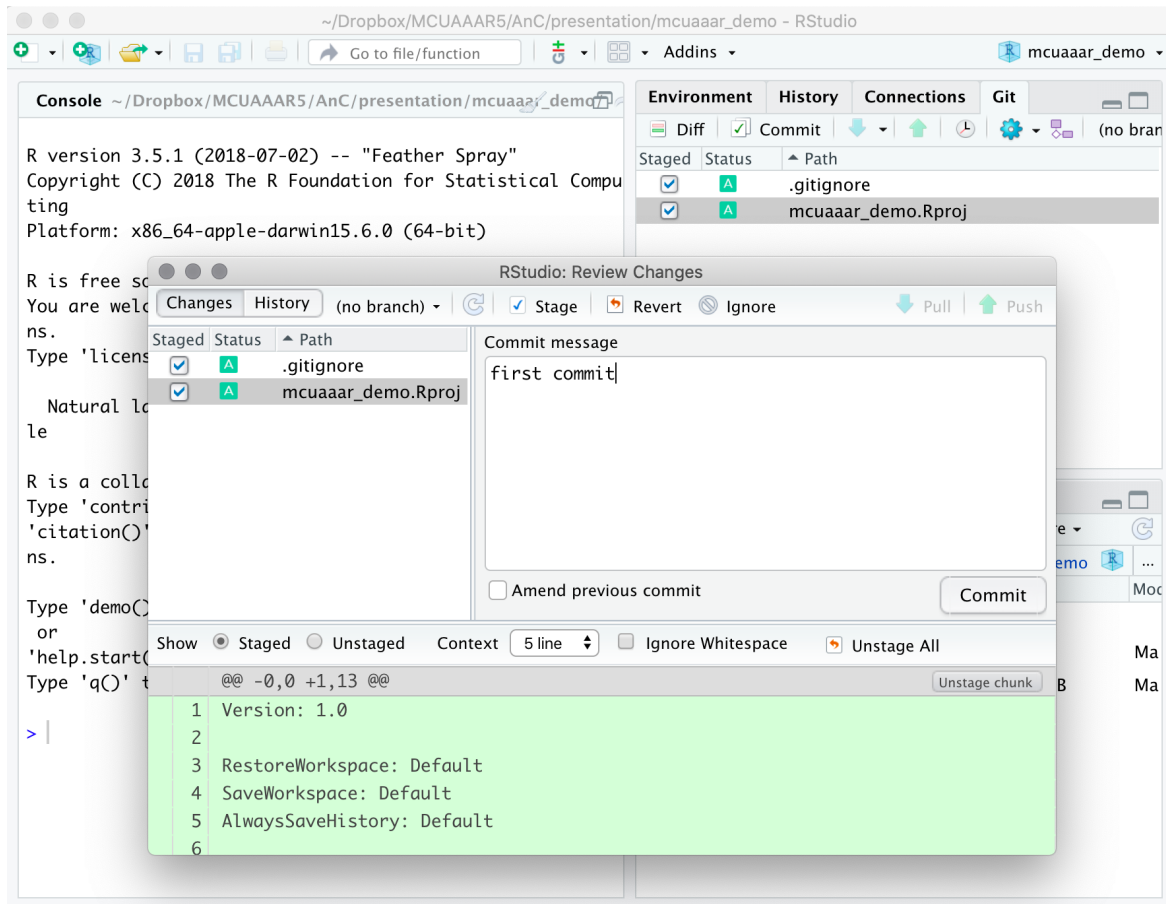 ~/Dropbox/MCUAAAR5/AnC/presentation/mcuaaar_demo - RStudio
Go to file/function
Addins
mcuaaar_demo
Console ~/Dropbox/MCUAAAR5/AnC/presentation/mcuaaar_demo
R version 3.5.1 (2018-07-02) -- "Feather Spray"
Copyright (C) 2018 The R Foundation for Statistical Compu
ting
Platform: x86_64-apple-darwin15.6.0 (64-bit)
R is free so
You are welc
ns.
Type 'licens
Natural la
le
R is a colla
Type 'contri
'citation()'
ns.
Type 'demo()
or
'help.start(
Type 'q()' t
>
Environment History Connections Git
Diff Commit (no bran
Staged Status Path
A .gitignore
A mcuaaar_demo.Rproj
RStudio: Review Changes
Changes History (no branch) Stage Revert Ignore Pull Push
Staged Status Path
A .gitignore
A mcuaaar_demo.Rproj
Commit message
first commit
Amend previous commit
Commit
Show Staged Unstaged Context 5 line Ignore Whitespace Unstage All
@@ -0,0 +1,13 @@
Unstage chunk
1 Version: 1.0
2
3 RestoreWorkspace: Default
4 SaveWorkspace: Default
5 AlwaysSaveHistory: Default
6
re
emo R ...
Mod
Ma
B Ma